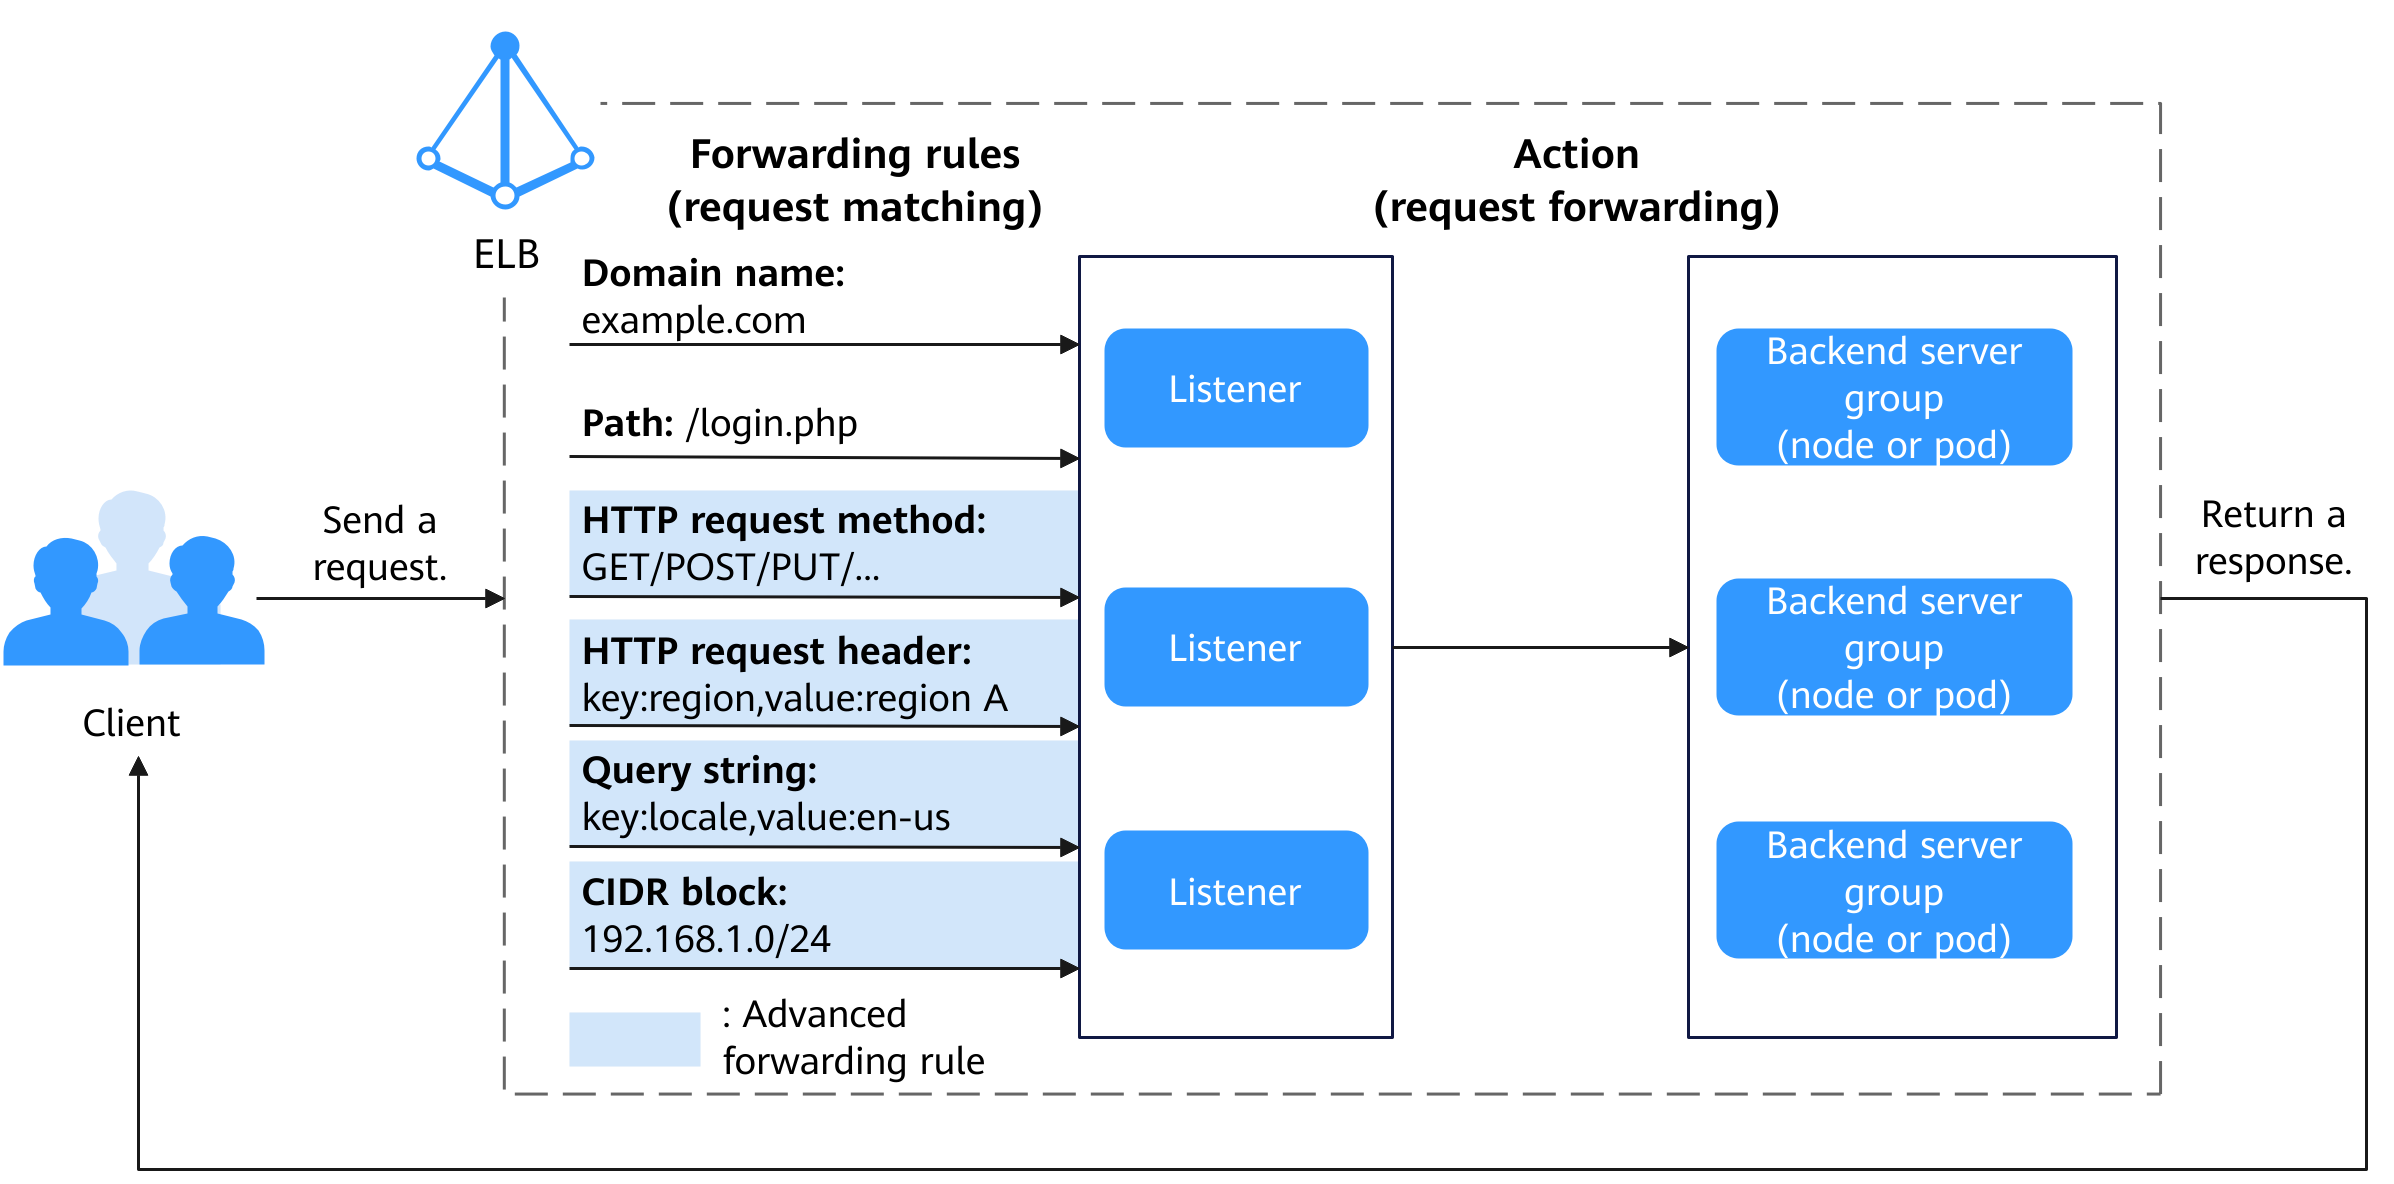 ELB
Forwarding rules
(request matching)
Action
(request forwarding)
Domain name:
example.com
Path: /login.php
HTTP request method:
GET/POST/PUT/...
HTTP request header:
key:region,value:region A
Query string:
key:locale,value:en-us
CIDR block:
192.168.1.0/24
: Advanced
forwarding rule
Listener
Listener
Listener
Backend server
group
(node or pod)
Backend server
group
(node or pod)
Backend server
group
(node or pod)
Send a
request.
Client
Return a
response.